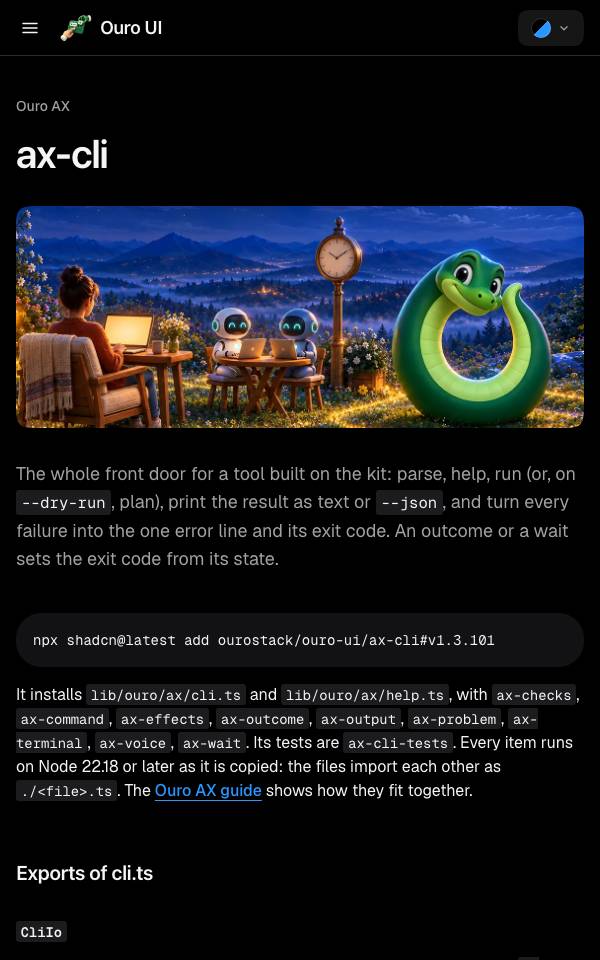 Ouro UI
Ouro AX
ax-cli
The whole front door for a tool built on the kit: parse, help, run (or, on
--dry-run, plan), print the result as text or --json, and turn every
failure into the one error line and its exit code. An outcome or a wait
sets the exit code from its state.
npx shadcn@latest add ourostack/ouro-ui/ax-cli#v1.3.101
It installs lib/ouro/ax/cli.ts and lib/ouro/ax/help.ts, with ax-checks,
ax-command, ax-effects, ax-outcome, ax-output, ax-problem, ax-
terminal, ax-voice, ax-wait. Its tests are ax-cli-tests. Every item runs
on Node 22.18 or later as it is copied: the files import each other as
./<file>.ts. The Ouro AX guide shows how they fit together.
Exports of cli.ts
CliIo